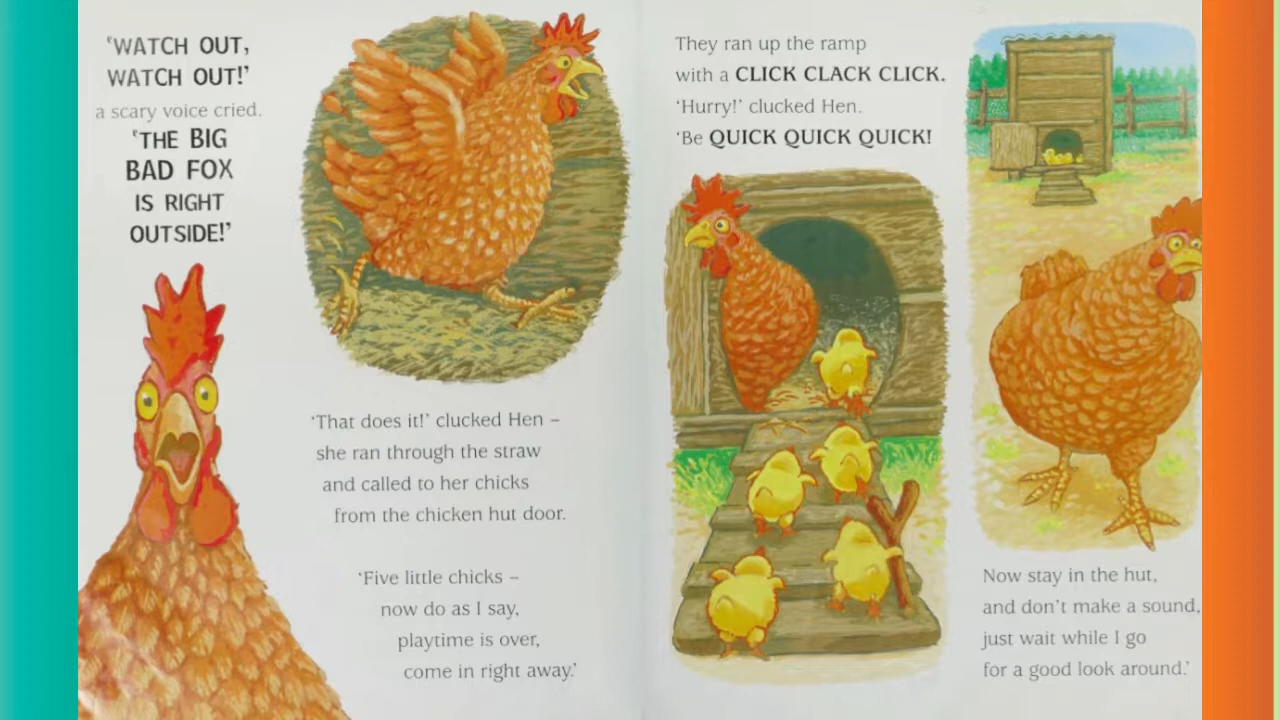 'WATCH OUT,
WATCH OUT!'
a scary voice cried.
'THE BIG
BAD FOX
IS RIGHT
OUTSIDE!'
'That does it!' clucked Hen –
she ran through the straw
and called to her chicks
from the chicken hut door.
'Five little chicks –
now do as I say,
playtime is over,
come in right away.'
They ran up the ramp
with a CLICK CLACK CLICK.
'Hurry!' clucked Hen.
'Be QUICK QUICK QUICK!
Now stay in the hut,
and don't make a sound,
just wait while I go
for a good look around.'